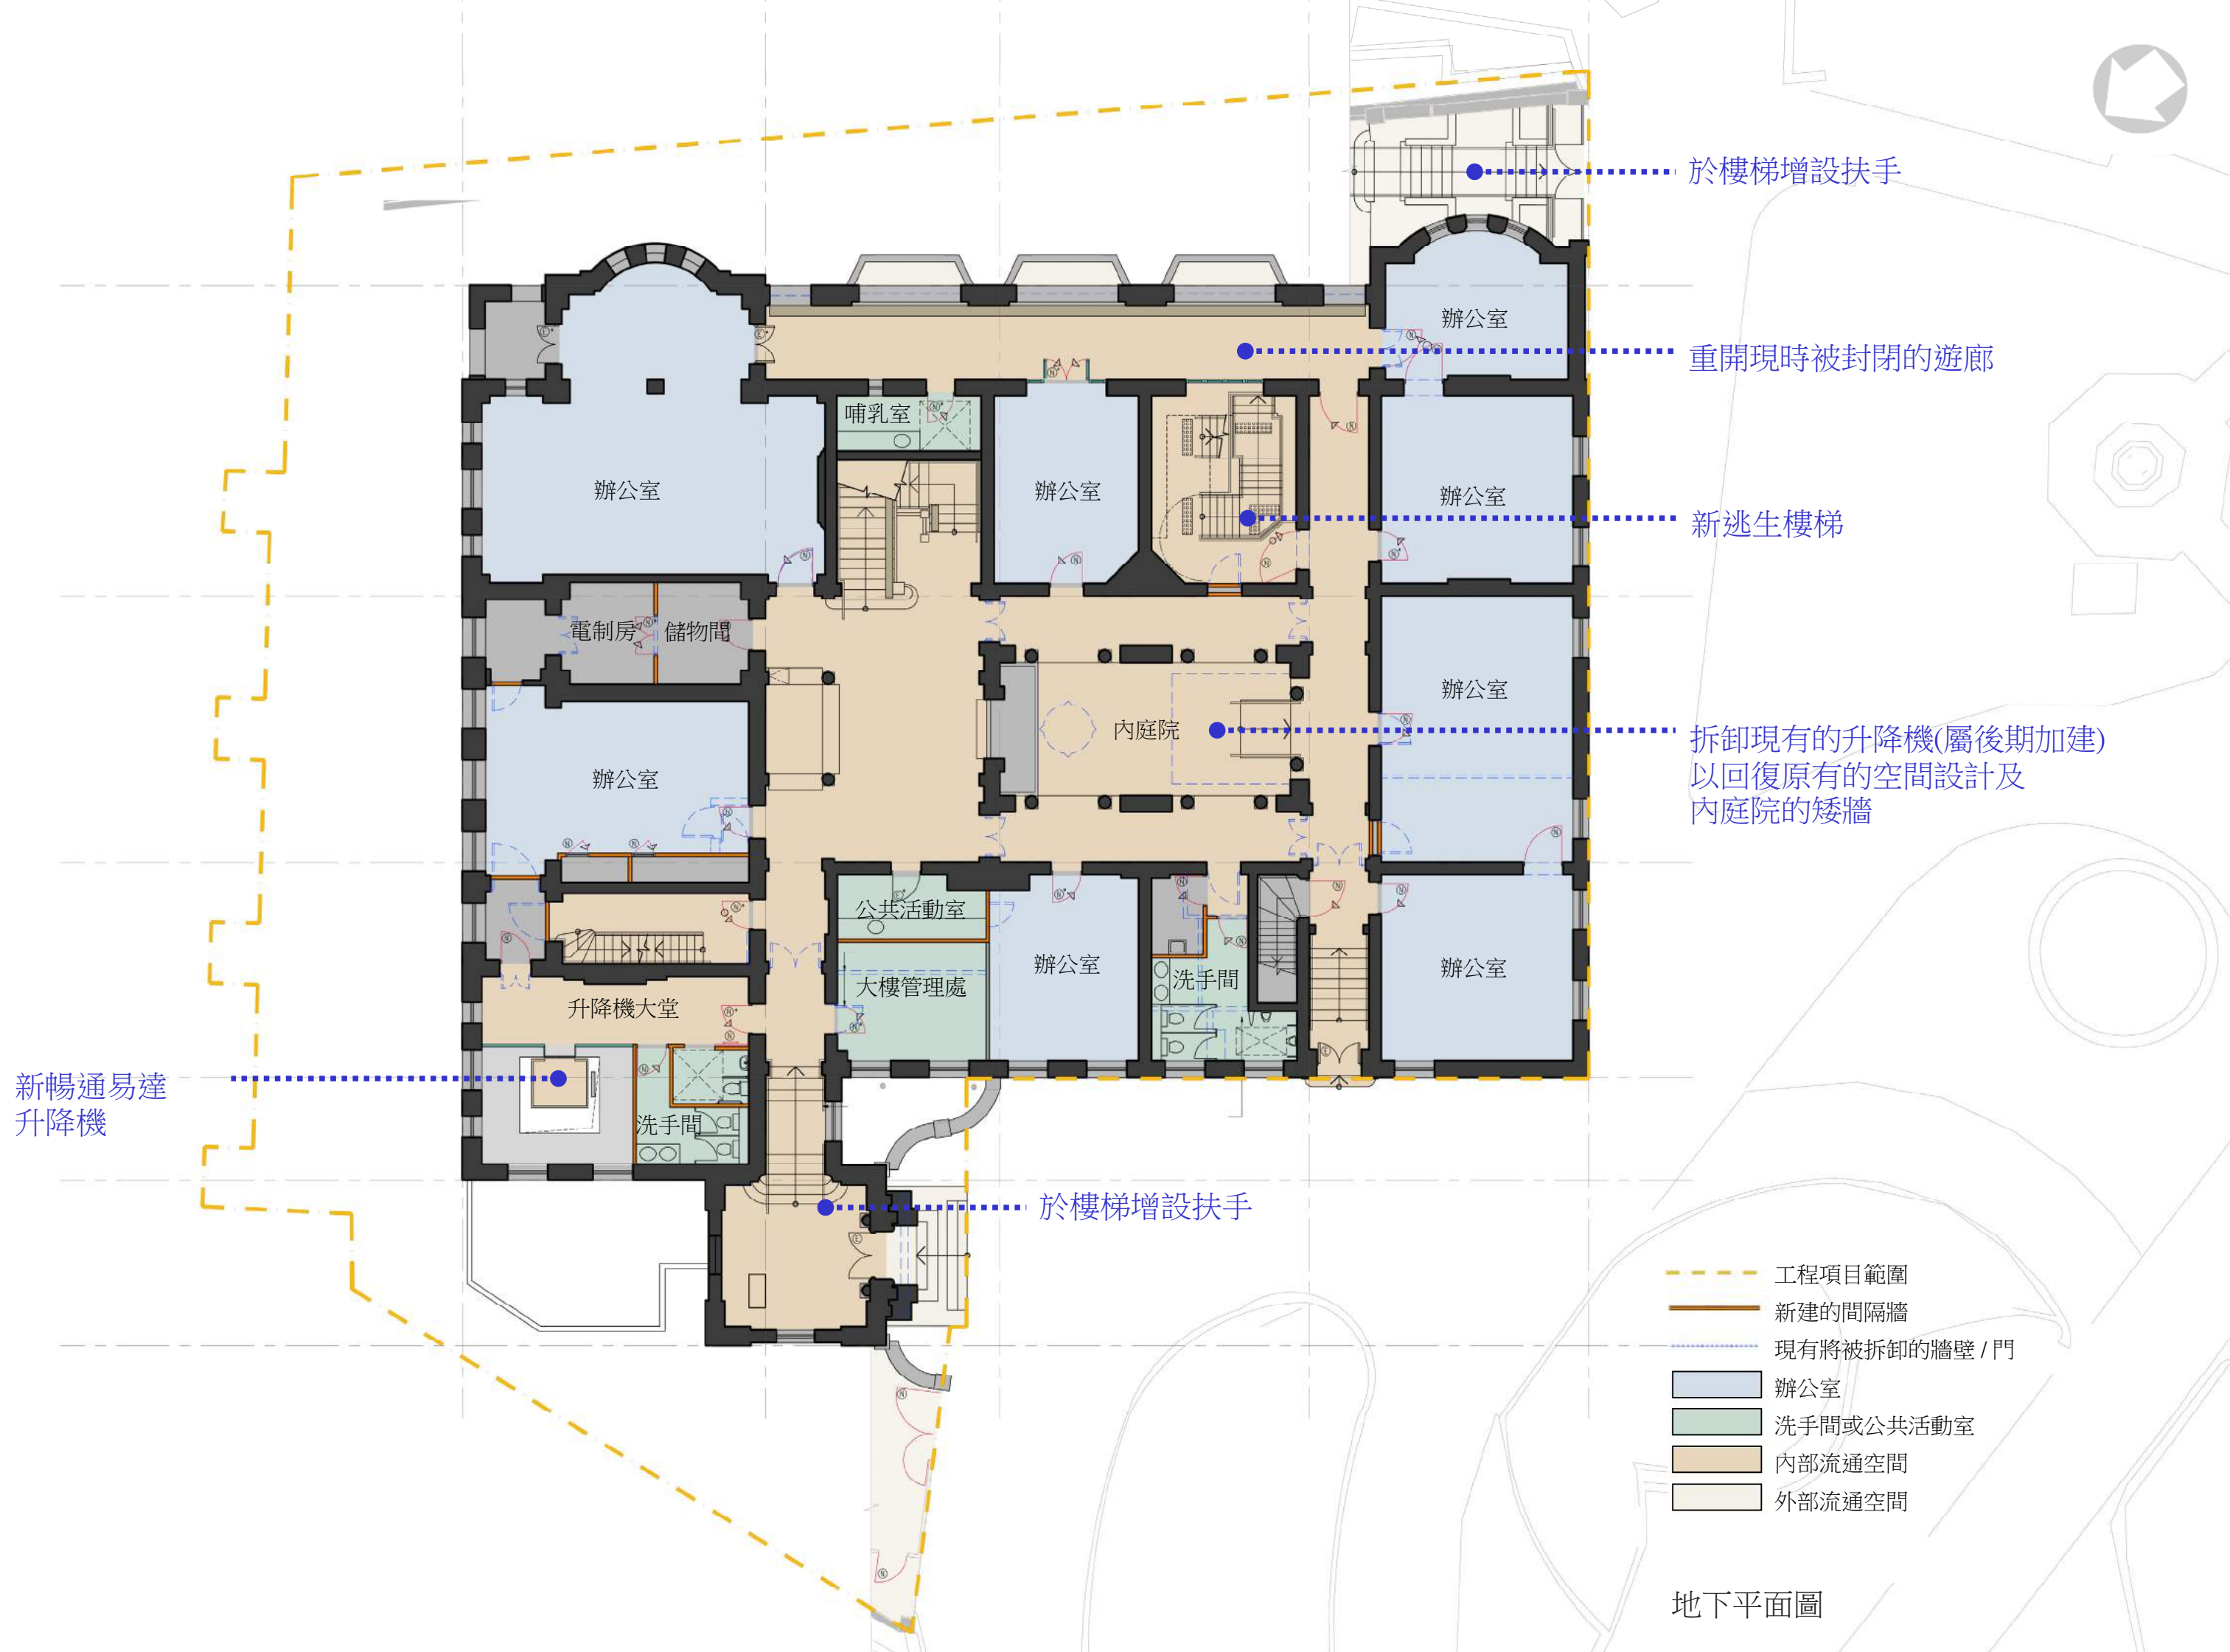 於樓梯增設扶手
辦公室
重開現時被封閉的遊廊
哺乳室
辦公室
辦公室
辦公室
新逃生樓梯
電制房
儲物間
辦公室
內庭院
拆卸現有的升降機(屬後期加建)
以回復原有的空間設計及
內庭院的矮牆
辦公室
公共活動室
辦公室
辦公室
大樓管理處
洗手間
升降機大堂
新暢通易達
升降機
洗手間
於樓梯增設扶手
工程項目範圍
新建的間隔牆
現有將被拆卸的牆壁 / 門
辦公室
洗手間或公共活動室
內部流通空間
外部流通空間
地下平面圖